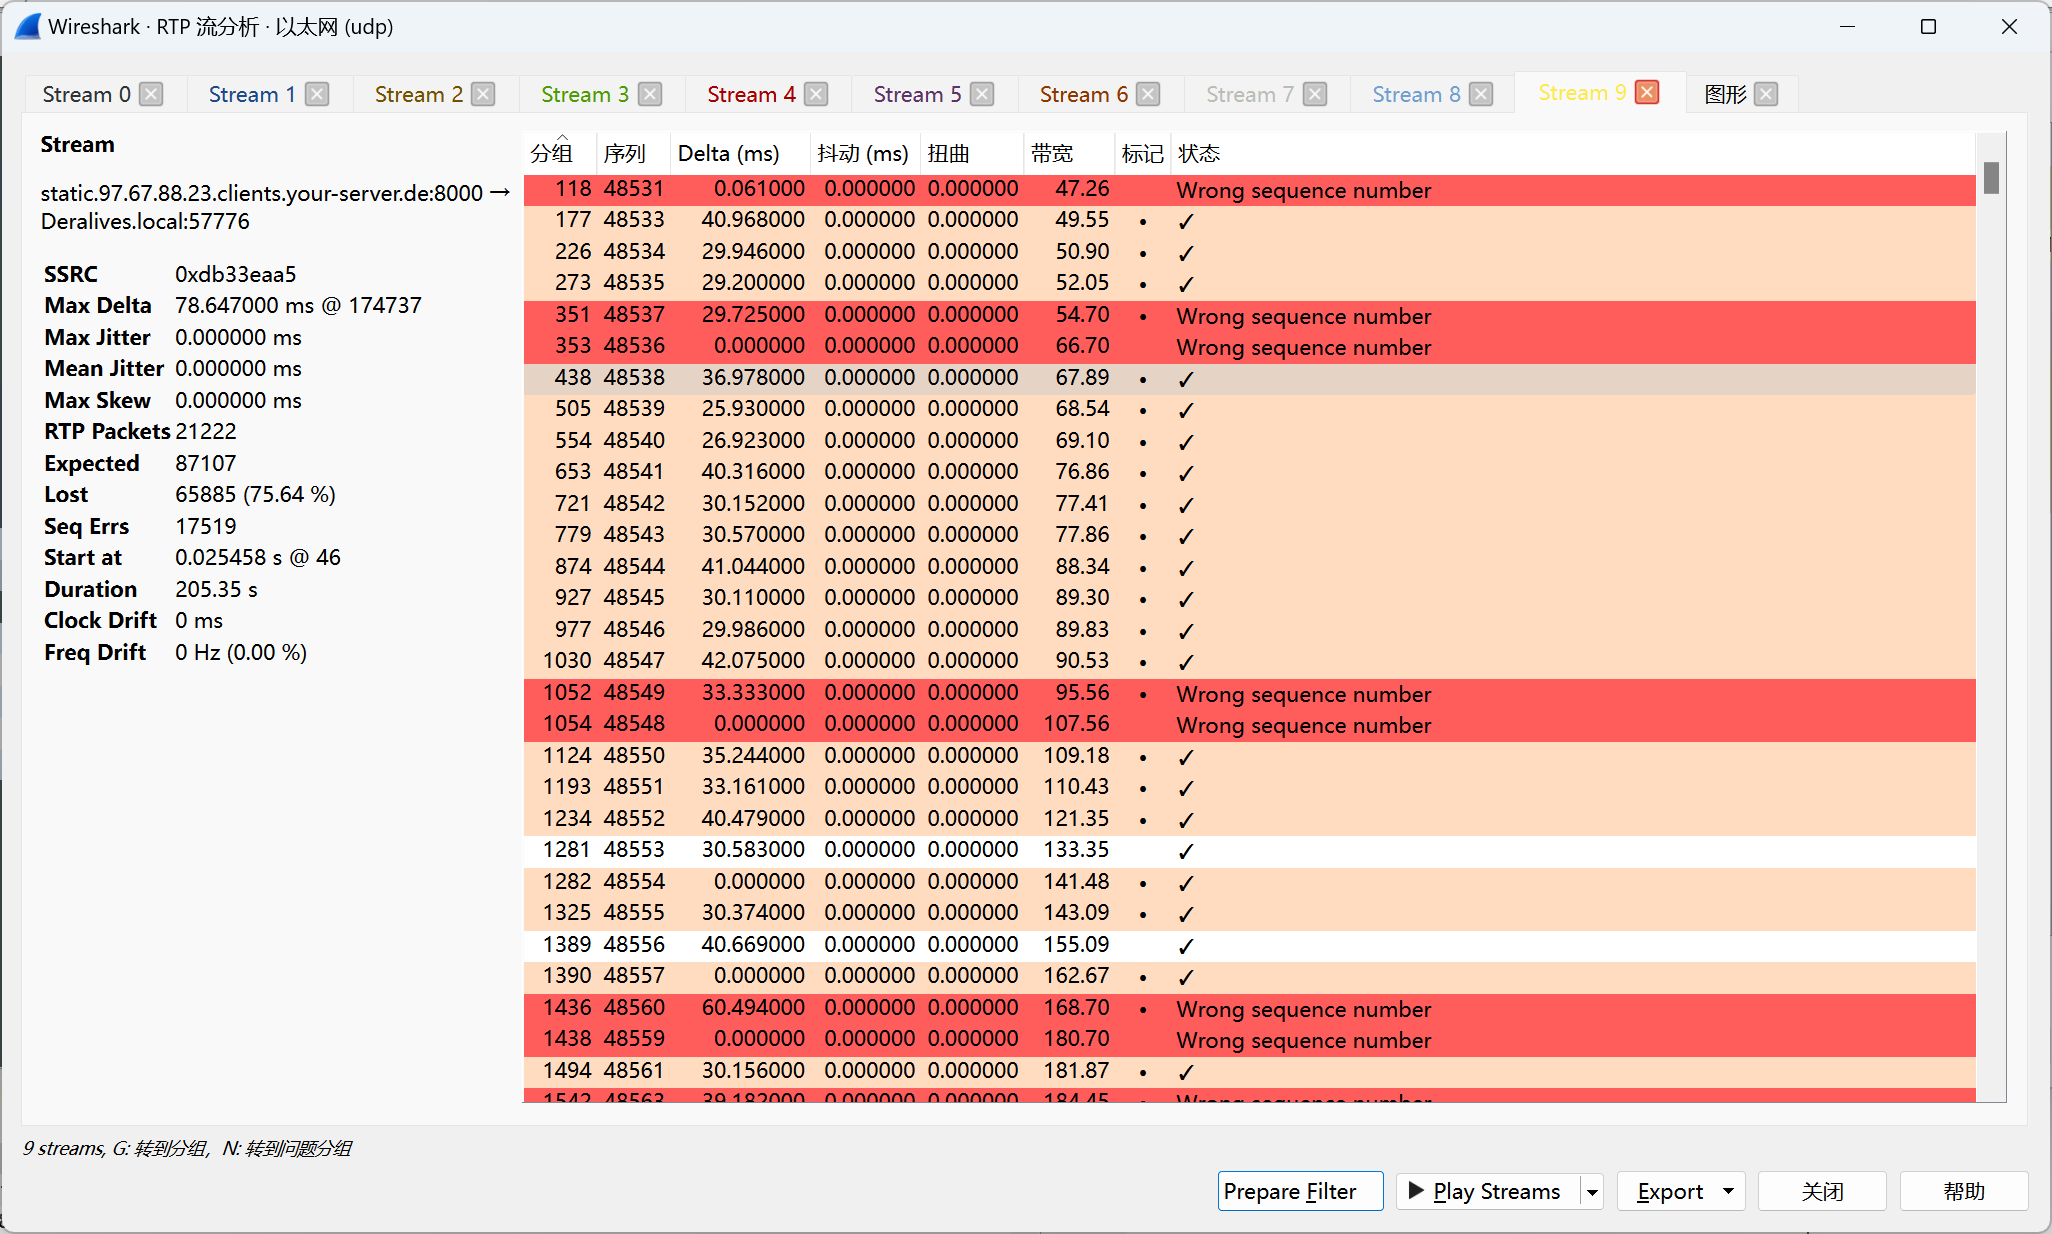 Wireshark · RTP 流分析 · 以太网 (udp)
Stream 0 Stream 1 Stream 2 Stream 3 Stream 4 Stream 5 Stream 6 Stream 7 Stream 8 Stream 9 图形
Stream
static.97.67.88.23.clients.your-server.de:8000 →
Deralives.local:57776
SSRC 0xdb33eaa5
Max Delta 78.647000 ms @ 174737
Max Jitter 0.000000 ms
Mean Jitter 0.000000 ms
Max Skew 0.000000 ms
RTP Packets 21222
Expected 87107
Lost 65885 (75.64 %)
Seq Errs 17519
Start at 0.025458 s @ 46
Duration 205.35 s
Clock Drift 0 ms
Freq Drift 0 Hz (0.00 %)
分组 序列 Delta (ms) 抖动 (ms) 扭曲 带宽 标记 状态
118 48531 0.061000 0.000000 0.000000 47.26 Wrong sequence number
177 48533 40.968000 0.000000 0.000000 49.55 • ✓
226 48534 29.946000 0.000000 0.000000 50.90 • ✓
273 48535 29.200000 0.000000 0.000000 52.05 • ✓
351 48537 29.725000 0.000000 0.000000 54.70 • Wrong sequence number
353 48536 0.000000 0.000000 0.000000 66.70 Wrong sequence number
438 48538 36.978000 0.000000 0.000000 67.89 • ✓
505 48539 25.930000 0.000000 0.000000 68.54 • ✓
554 48540 26.923000 0.000000 0.000000 69.10 • ✓
653 48541 40.316000 0.000000 0.000000 76.86 • ✓
721 48542 30.152000 0.000000 0.000000 77.41 • ✓
779 48543 30.570000 0.000000 0.000000 77.86 • ✓
874 48544 41.044000 0.000000 0.000000 88.34 • ✓
927 48545 30.110000 0.000000 0.000000 89.30 • ✓
977 48546 29.986000 0.000000 0.000000 89.83 • ✓
1030 48547 42.075000 0.000000 0.000000 90.53 • ✓
1052 48549 33.333000 0.000000 0.000000 95.56 • Wrong sequence number
1054 48548 0.000000 0.000000 0.000000 107.56 Wrong sequence number
1124 48550 35.244000 0.000000 0.000000 109.18 • ✓
1193 48551 33.161000 0.000000 0.000000 110.43 • ✓
1234 48552 40.479000 0.000000 0.000000 121.35 • ✓
1281 48553 30.583000 0.000000 0.000000 133.35 ✓
1282 48554 0.000000 0.000000 0.000000 141.48 • ✓
1325 48555 30.374000 0.000000 0.000000 143.09 • ✓
1389 48556 40.669000 0.000000 0.000000 155.09 ✓
1390 48557 0.000000 0.000000 0.000000 162.67 • ✓
1436 48560 60.494000 0.000000 0.000000 168.70 • Wrong sequence number
1438 48559 0.000000 0.000000 0.000000 180.70 Wrong sequence number
1494 48561 30.156000 0.000000 0.000000 181.87 • ✓
1542 48563 39.182000 0.000000 0.000000 184.45 • Wrong sequence number
9 streams, G: 转到分组，N: 转到问题分组
Prepare Filter Play Streams Export 关闭 帮助